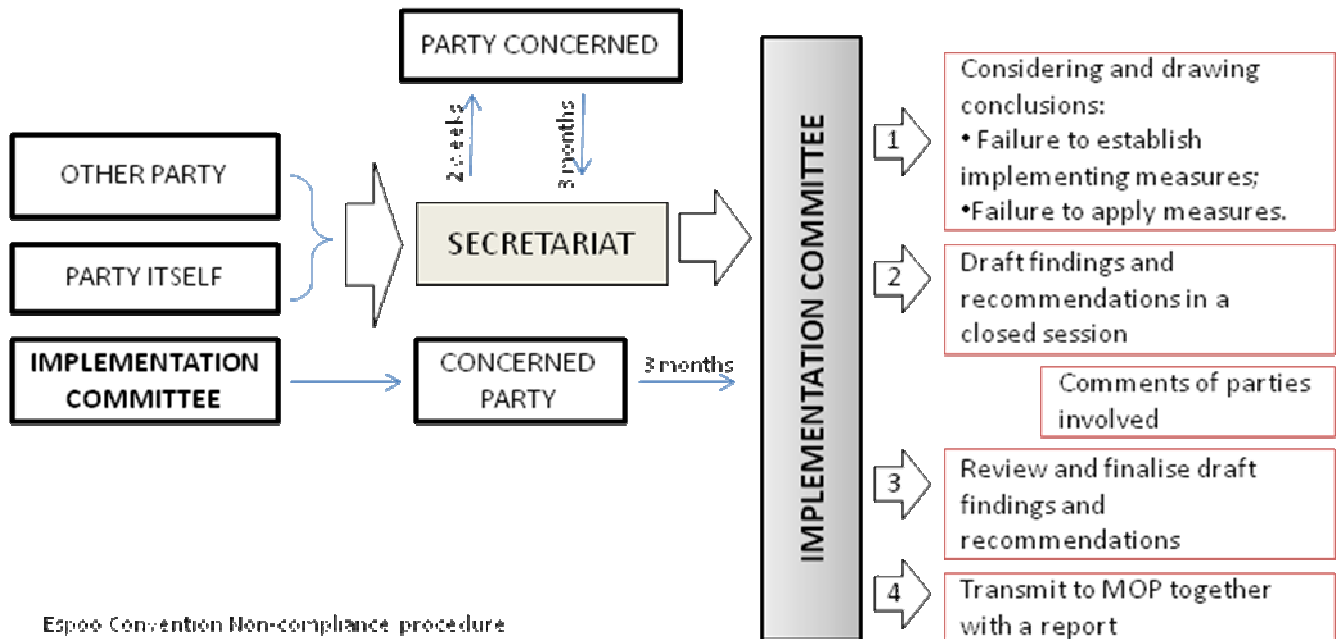 PARTY CONCERNED
2 weeks
3 months
OTHER PARTY
PARTY ITSELF
SECRETARIAT
IMPLEMENTATION
COMMITTEE
CONCERNED
PARTY
3 months
IMPLEMENTATION COMMITTEE
1
Considering and drawing
conclusions:
• Failure to establish
implementing measures;
•Failure to apply measures.
2
Draft findings and
recommendations in a
closed session
Comments of parties
involved
3
Review and finalise draft
findings and
recommendations
4
Transmit to MOP together
with a report
Espoo Convention Non-compliance procedure